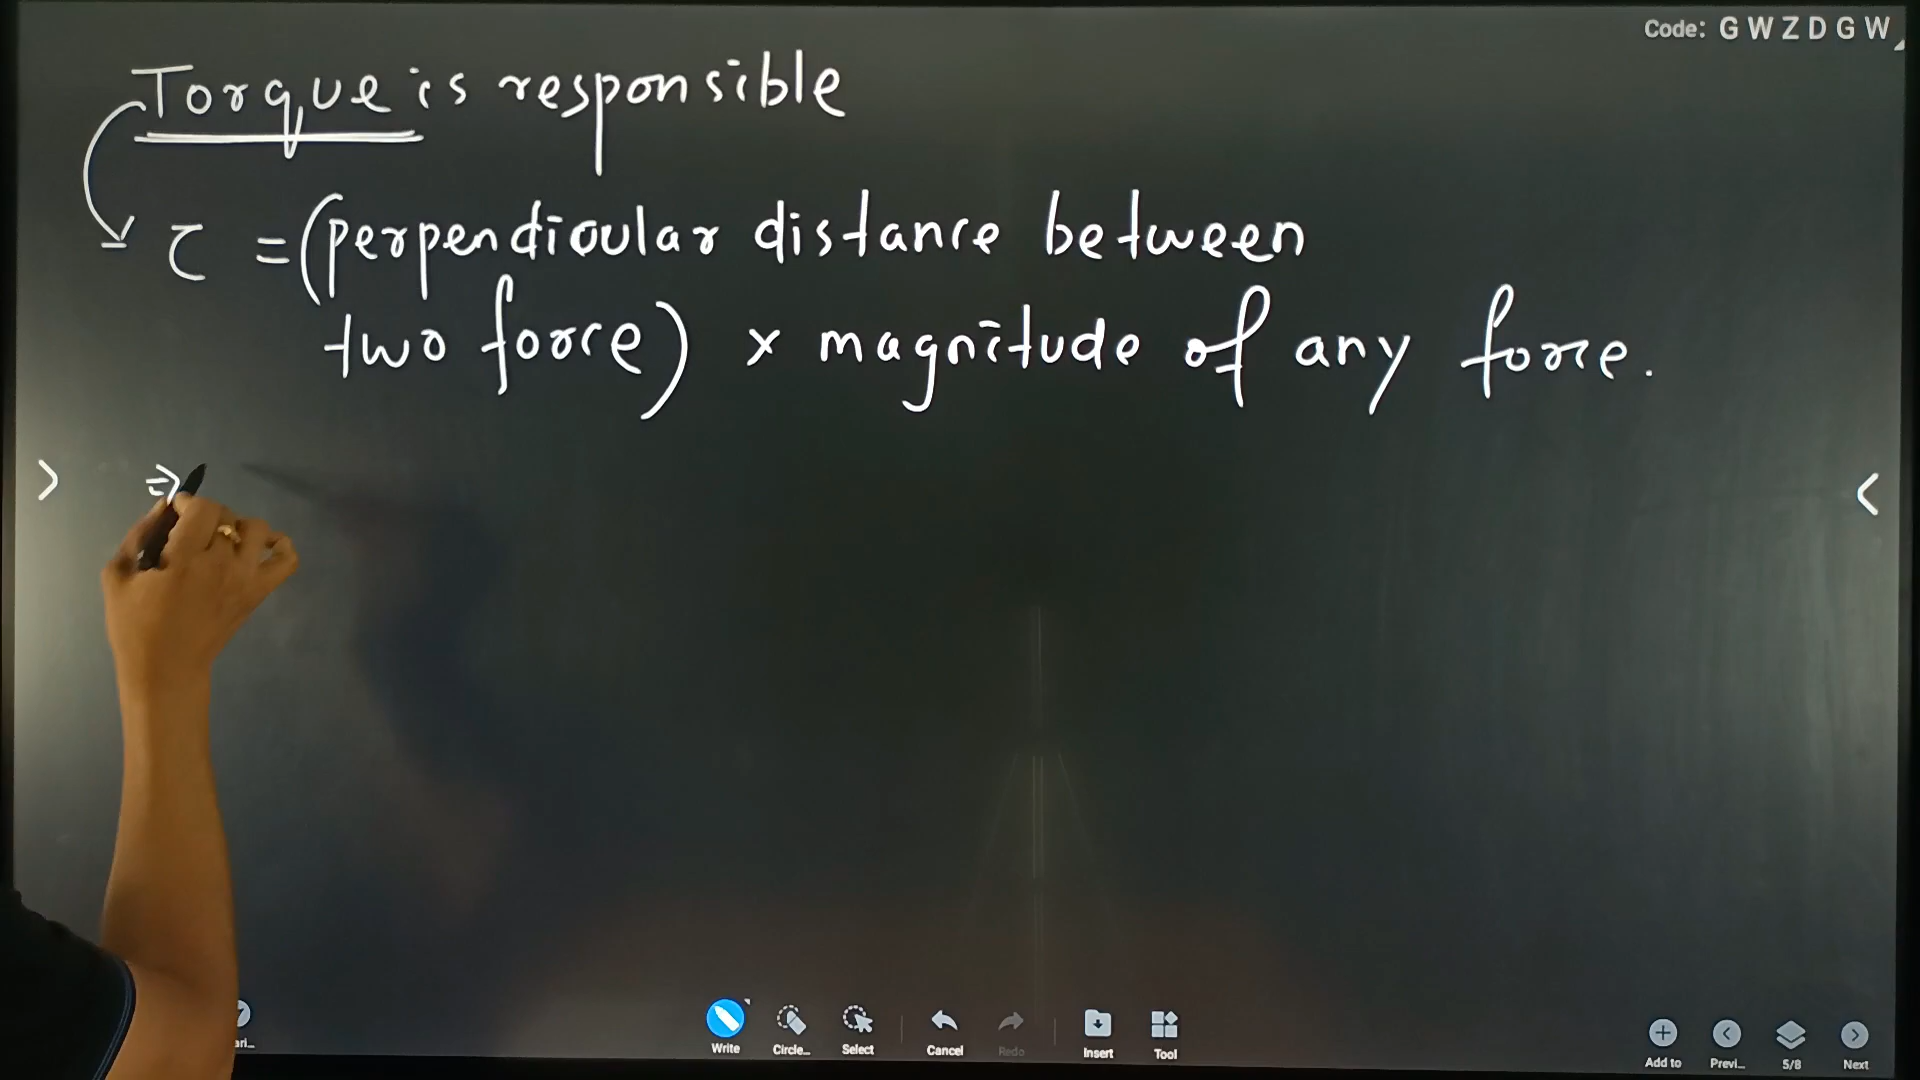 Code: GWZDGW
Torque is responsible
τ = (perpendicular distance between
two force) × magnitude of any force.
⇒
Write Circle... Select Cancel Redo Insert Tool
Add to Previ... 5/8 Next